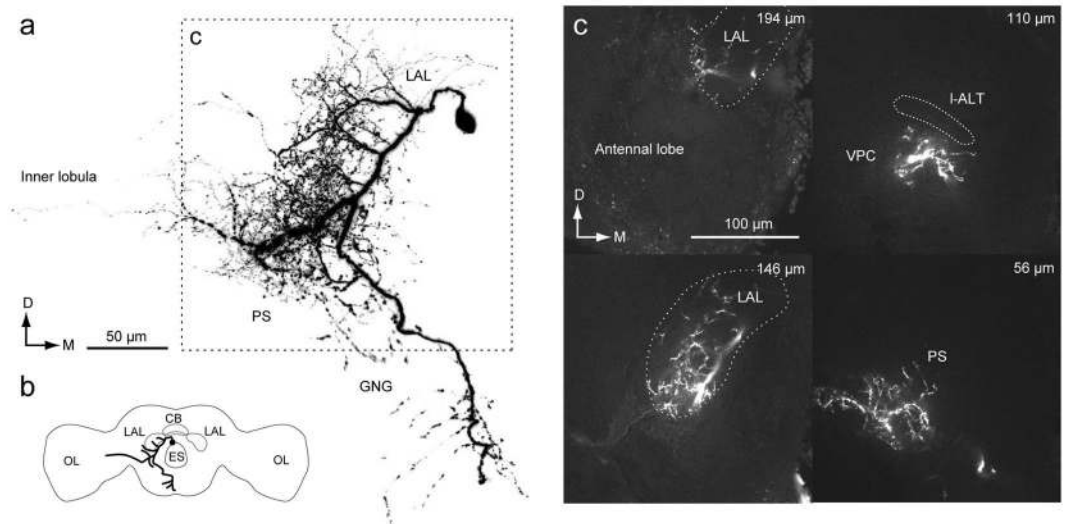 a
c
LAL
Inner lobula
PS
GNG
D
M
50 µm
b
CB
LAL
LAL
OL
ES
OL
c
194 µm
LAL
Antennal lobe
D
M
100 µm
110 µm
l-ALT
VPC
146 µm
LAL
56 µm
PS